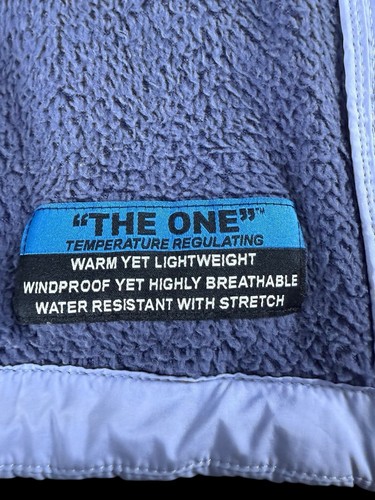 “THE ONE”™
TEMPERATURE REGULATING
WARM YET LIGHTWEIGHT
WINDPROOF YET HIGHLY BREATHABLE
WATER RESISTANT WITH STRETCH